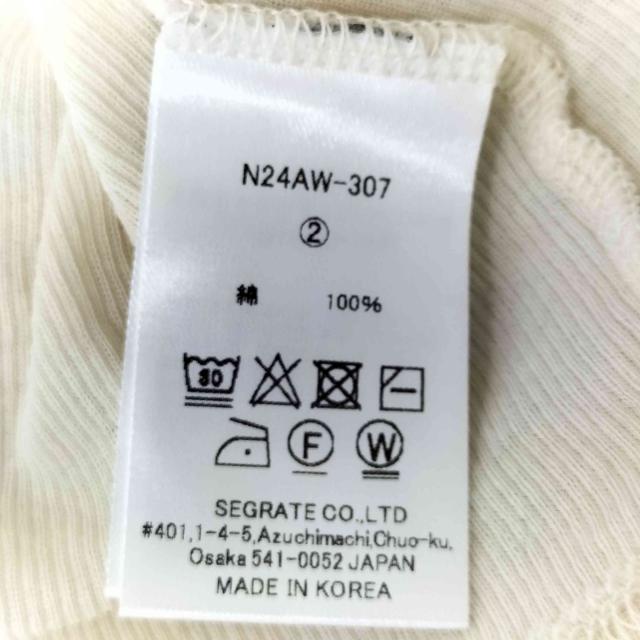 N24AW-307
②
綿 100%
30
F W
SEGRATE CO.,LTD
#401,1-4-5,Azuchimachi,Chuo-ku,
Osaka 541-0052 JAPAN
MADE IN KOREA